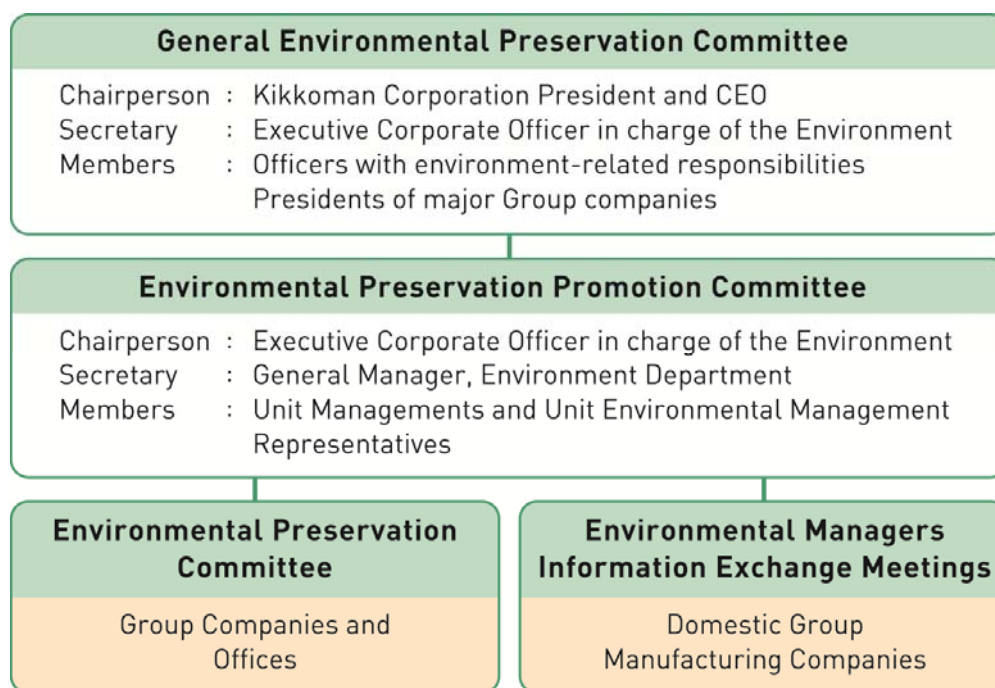 General Environmental Preservation Committee
Chairperson : Kikkoman Corporation President and CEO
Secretary : Executive Corporate Officer in charge of the Environment
Members : Officers with environment-related responsibilities
Presidents of major Group companies
Environmental Preservation Promotion Committee
Chairperson : Executive Corporate Officer in charge of the Environment
Secretary : General Manager, Environment Department
Members : Unit Managements and Unit Environmental Management
Representatives
Environmental Preservation
Committee
Group Companies and
Offices
Environmental Managers
Information Exchange Meetings
Domestic Group
Manufacturing Companies